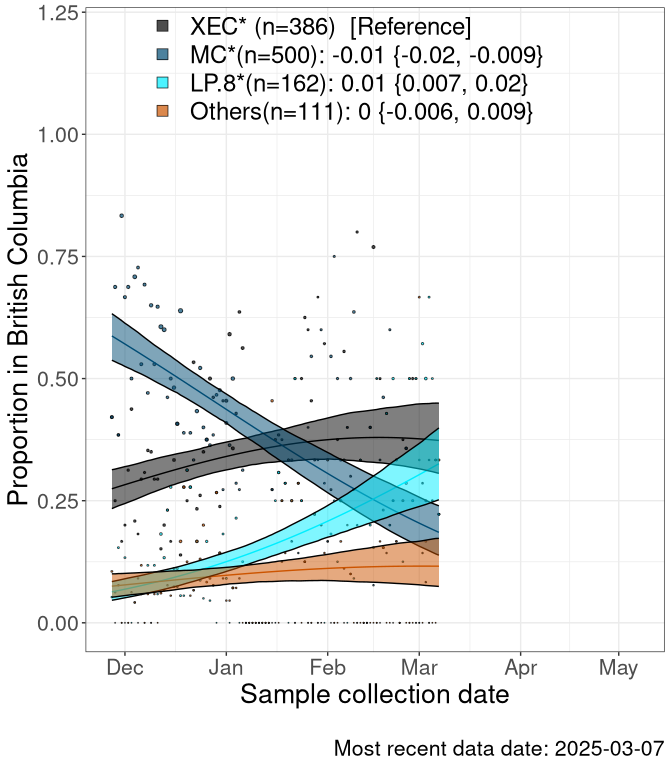 XEC* (n=386)  [Reference]
MC*(n=500): -0.01 {-0.02, -0.009}
LP.8*(n=162): 0.01 {0.007, 0.02}
Others(n=111): 0 {-0.006, 0.009}
1.25
1.00
0.75
0.50
0.25
0.00
Proportion in British Columbia
Dec Jan Feb Mar Apr May
Sample collection date
Most recent data date: 2025-03-07